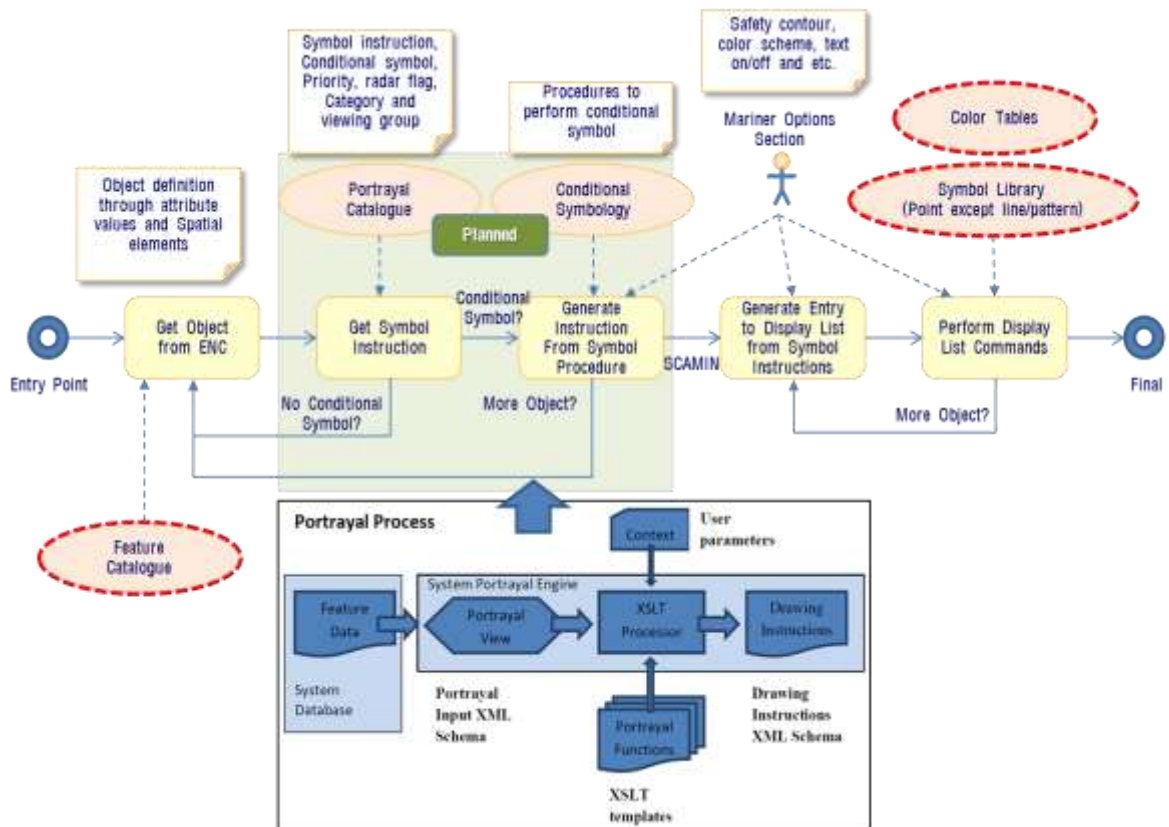 Symbol instruction,
Conditional symbol,
Priority, radar flag,
Category and
viewing group
Procedures to
perform conditional
symbol
Safety contour,
color scheme, text
on/off and etc.
Mariner Options
Section
Color Tables
Object definition
through attribute
values and Spatial
elements
Portrayal
Catalogue
Conditional
Symbology
Symbol Library
(Point except line/pattern)
Planned
Entry Point
Get Object
from ENC
Get Symbol
Instruction
Conditional
Symbol?
Generate
Instruction
From Symbol
Procedure
SCAMIN
Generate Entry
to Display List
from Symbol
Instructions
Perform Display
List Commands
Final
No Conditional
Symbol?
More Object?
More Object?
Feature
Catalogue
Portrayal Process
Context
User
parameters
System Portrayal Engine
Feature
Data
Portrayal
View
XSLT
Processor
Drawing
Instructions
System
Database
Portrayal
Input XML
Schema
Portrayal
Functions
Drawing
Instructions
XML Schema
XSLT
templates